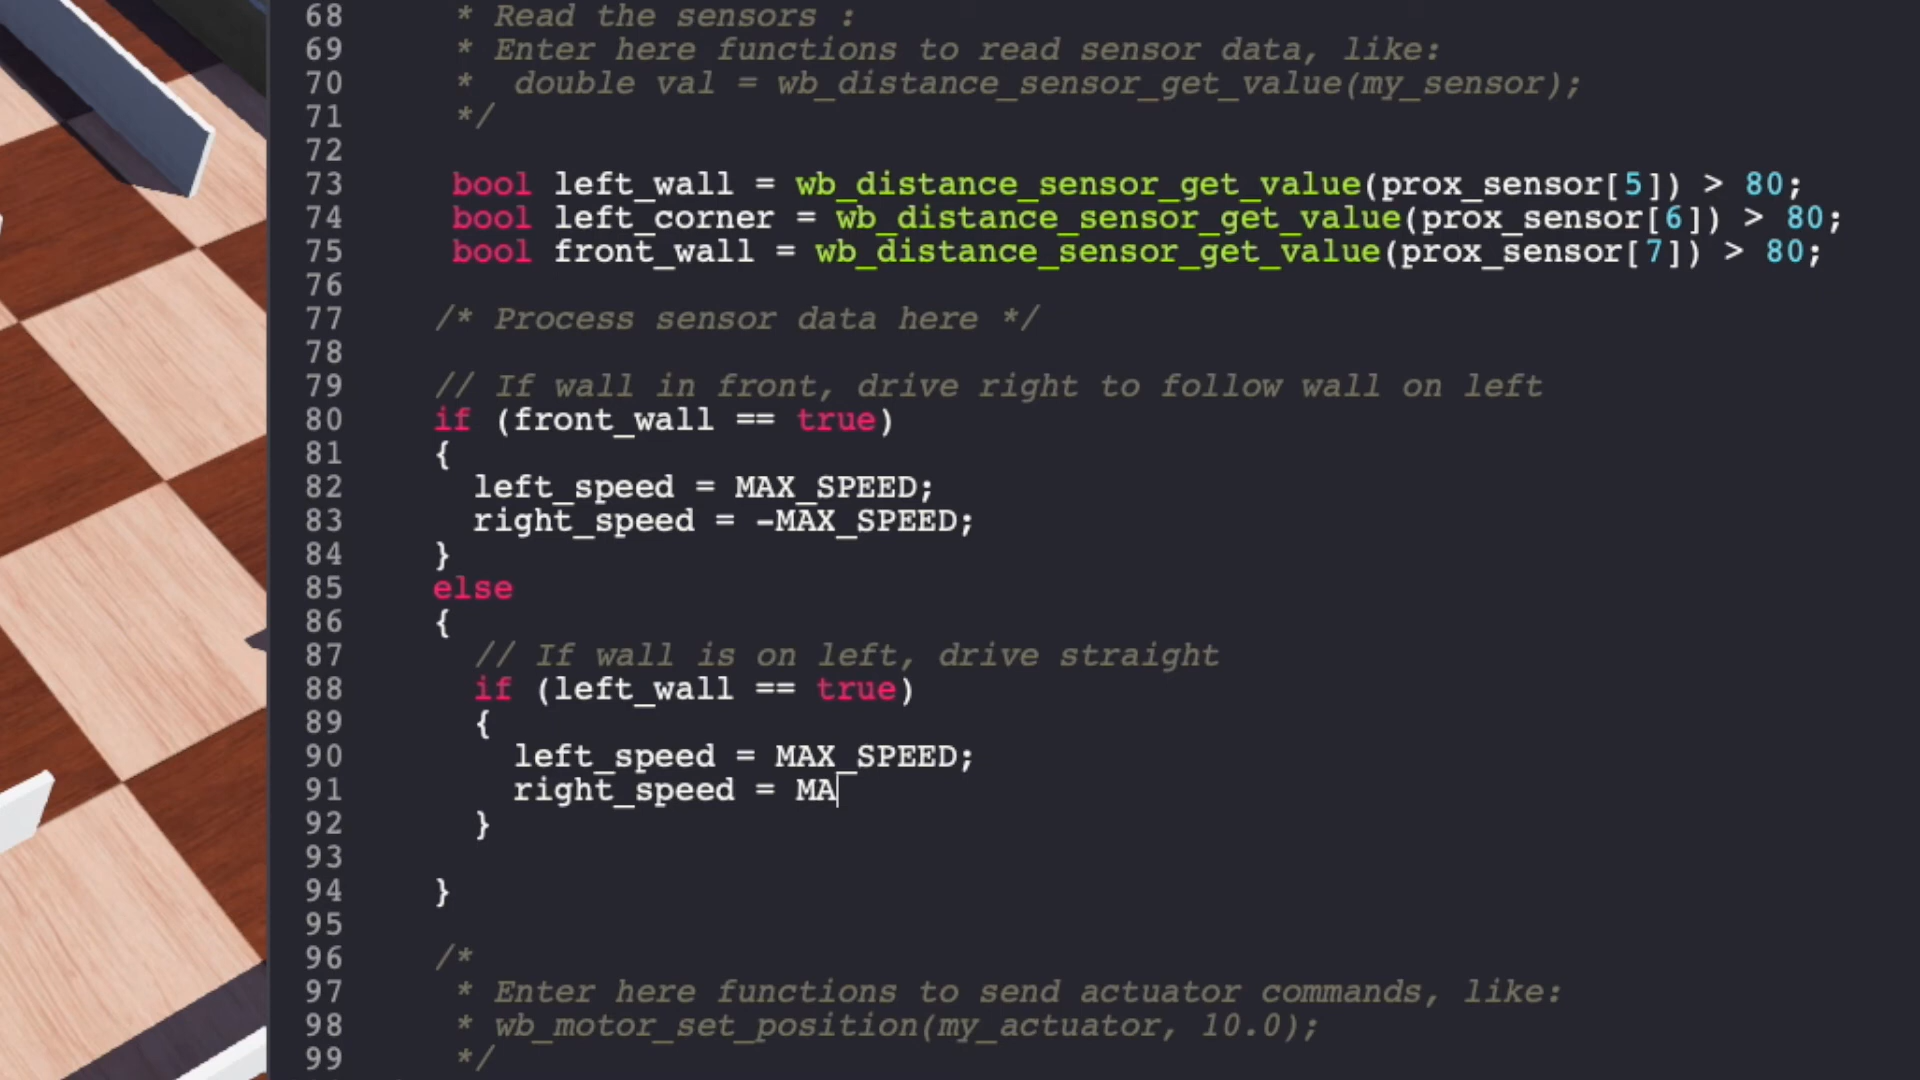 68 * Read the sensors :
69 * Enter here functions to read sensor data, like:
70 * double val = wb_distance_sensor_get_value(my_sensor);
71 */
72
73 bool left_wall = wb_distance_sensor_get_value(prox_sensor[5]) > 80;
74 bool left_corner = wb_distance_sensor_get_value(prox_sensor[6]) > 80;
75 bool front_wall = wb_distance_sensor_get_value(prox_sensor[7]) > 80;
76
77 /* Process sensor data here */
78
79 // If wall in front, drive right to follow wall on left
80 if (front_wall == true)
81 {
82 left_speed = MAX_SPEED;
83 right_speed = -MAX_SPEED;
84 }
85 else
86 {
87 // If wall is on left, drive straight
88 if (left_wall == true)
89 {
90 left_speed = MAX_SPEED;
91 right_speed = MA
92 }
93
94 }
95
96 /*
97 * Enter here functions to send actuator commands, like:
98 * wb_motor_set_position(my_actuator, 10.0);
99 */